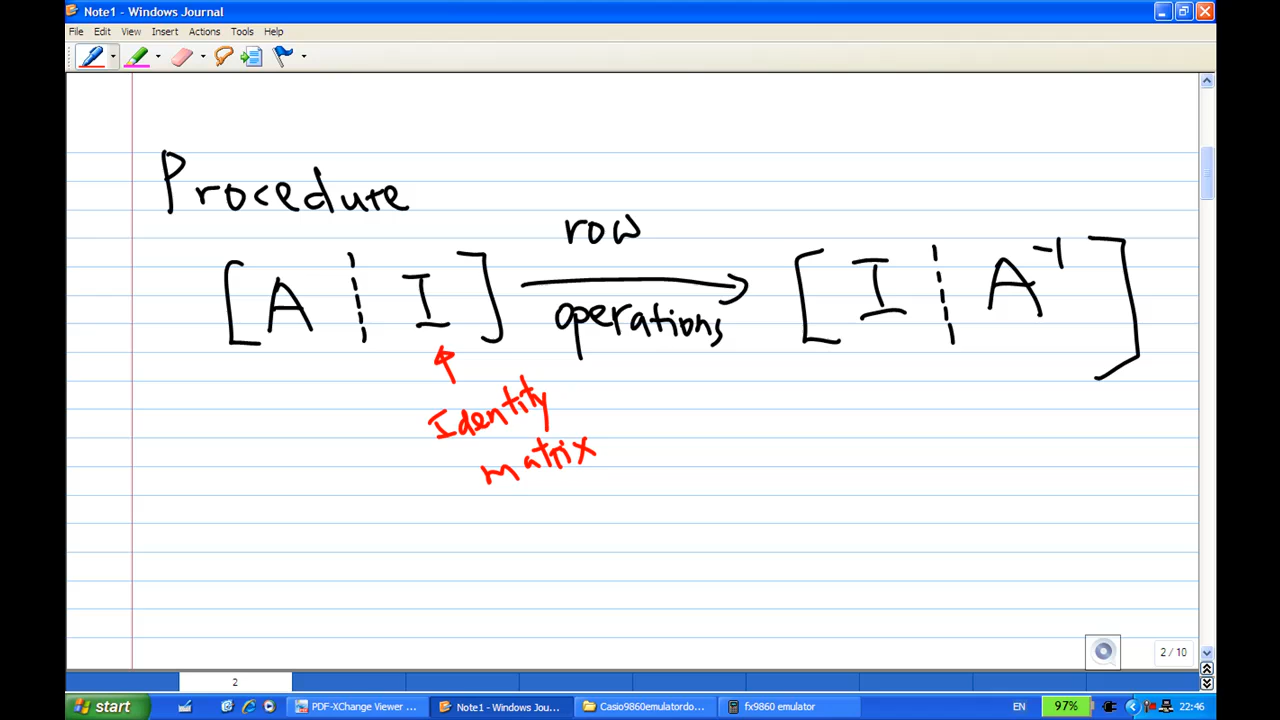 Note1 - Windows Journal
File Edit View Insert Actions Tools Help
Procedure
row
[ A ¦ I ] → [ I ¦ A⁻¹ ]
operations
Identity
matrix
2 / 10
2
start PDF-XChange Viewer ... Note1 - Windows Jou... Casio9860emulatordo... fx9860 emulator EN 97% 22:46